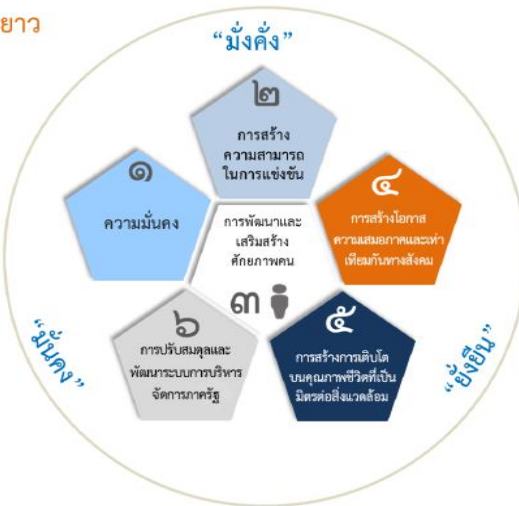 ยาว
“มั่งคั่ง”
๒
การสร้าง
ความสามารถ
ในการแข่งขัน
๑
ความมั่นคง
๔
การสร้างโอกาส
ความเสมอภาคและเท่า
เทียมกันทางสังคม
การพัฒนาและ
เสริมสร้าง
ศักยภาพคน
๓
๖
การปรับสมดุลและ
พัฒนาระบบการบริหาร
จัดการภาครัฐ
๕
การสร้างการเติบโต
บนคุณภาพชีวิตที่เป็น
มิตรต่อสิ่งแวดล้อม
“มั่นคง”
“ยั่งยืน”